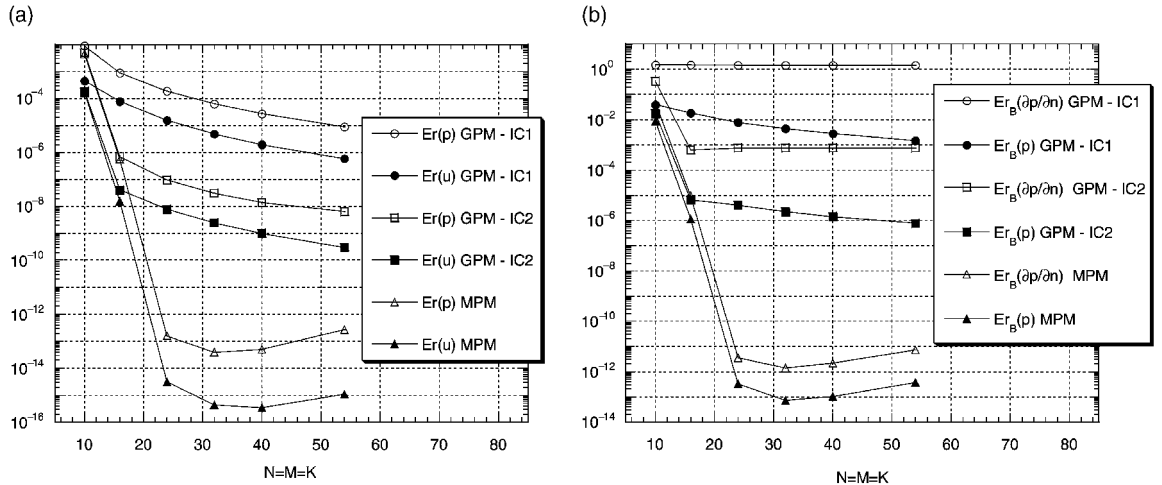 (a)
10⁻⁴
10⁻⁶
10⁻⁸
10⁻¹⁰
10⁻¹²
10⁻¹⁴
10⁻¹⁶
10 20 30 40 50 60 70 80
N=M=K
Er(p) GPM - IC1
Er(u) GPM - IC1
Er(p) GPM - IC2
Er(u) GPM - IC2
Er(p) MPM
Er(u) MPM
(b)
10⁰
10⁻²
10⁻⁴
10⁻⁶
10⁻⁸
10⁻¹⁰
10⁻¹²
10⁻¹⁴
10 20 30 40 50 60 70 80
N=M=K
Er_B(∂p/∂n) GPM - IC1
Er_B(p) GPM - IC1
Er_B(∂p/∂n) GPM - IC2
Er_B(p) GPM - IC2
Er_B(∂p/∂n) MPM
Er_B(p) MPM